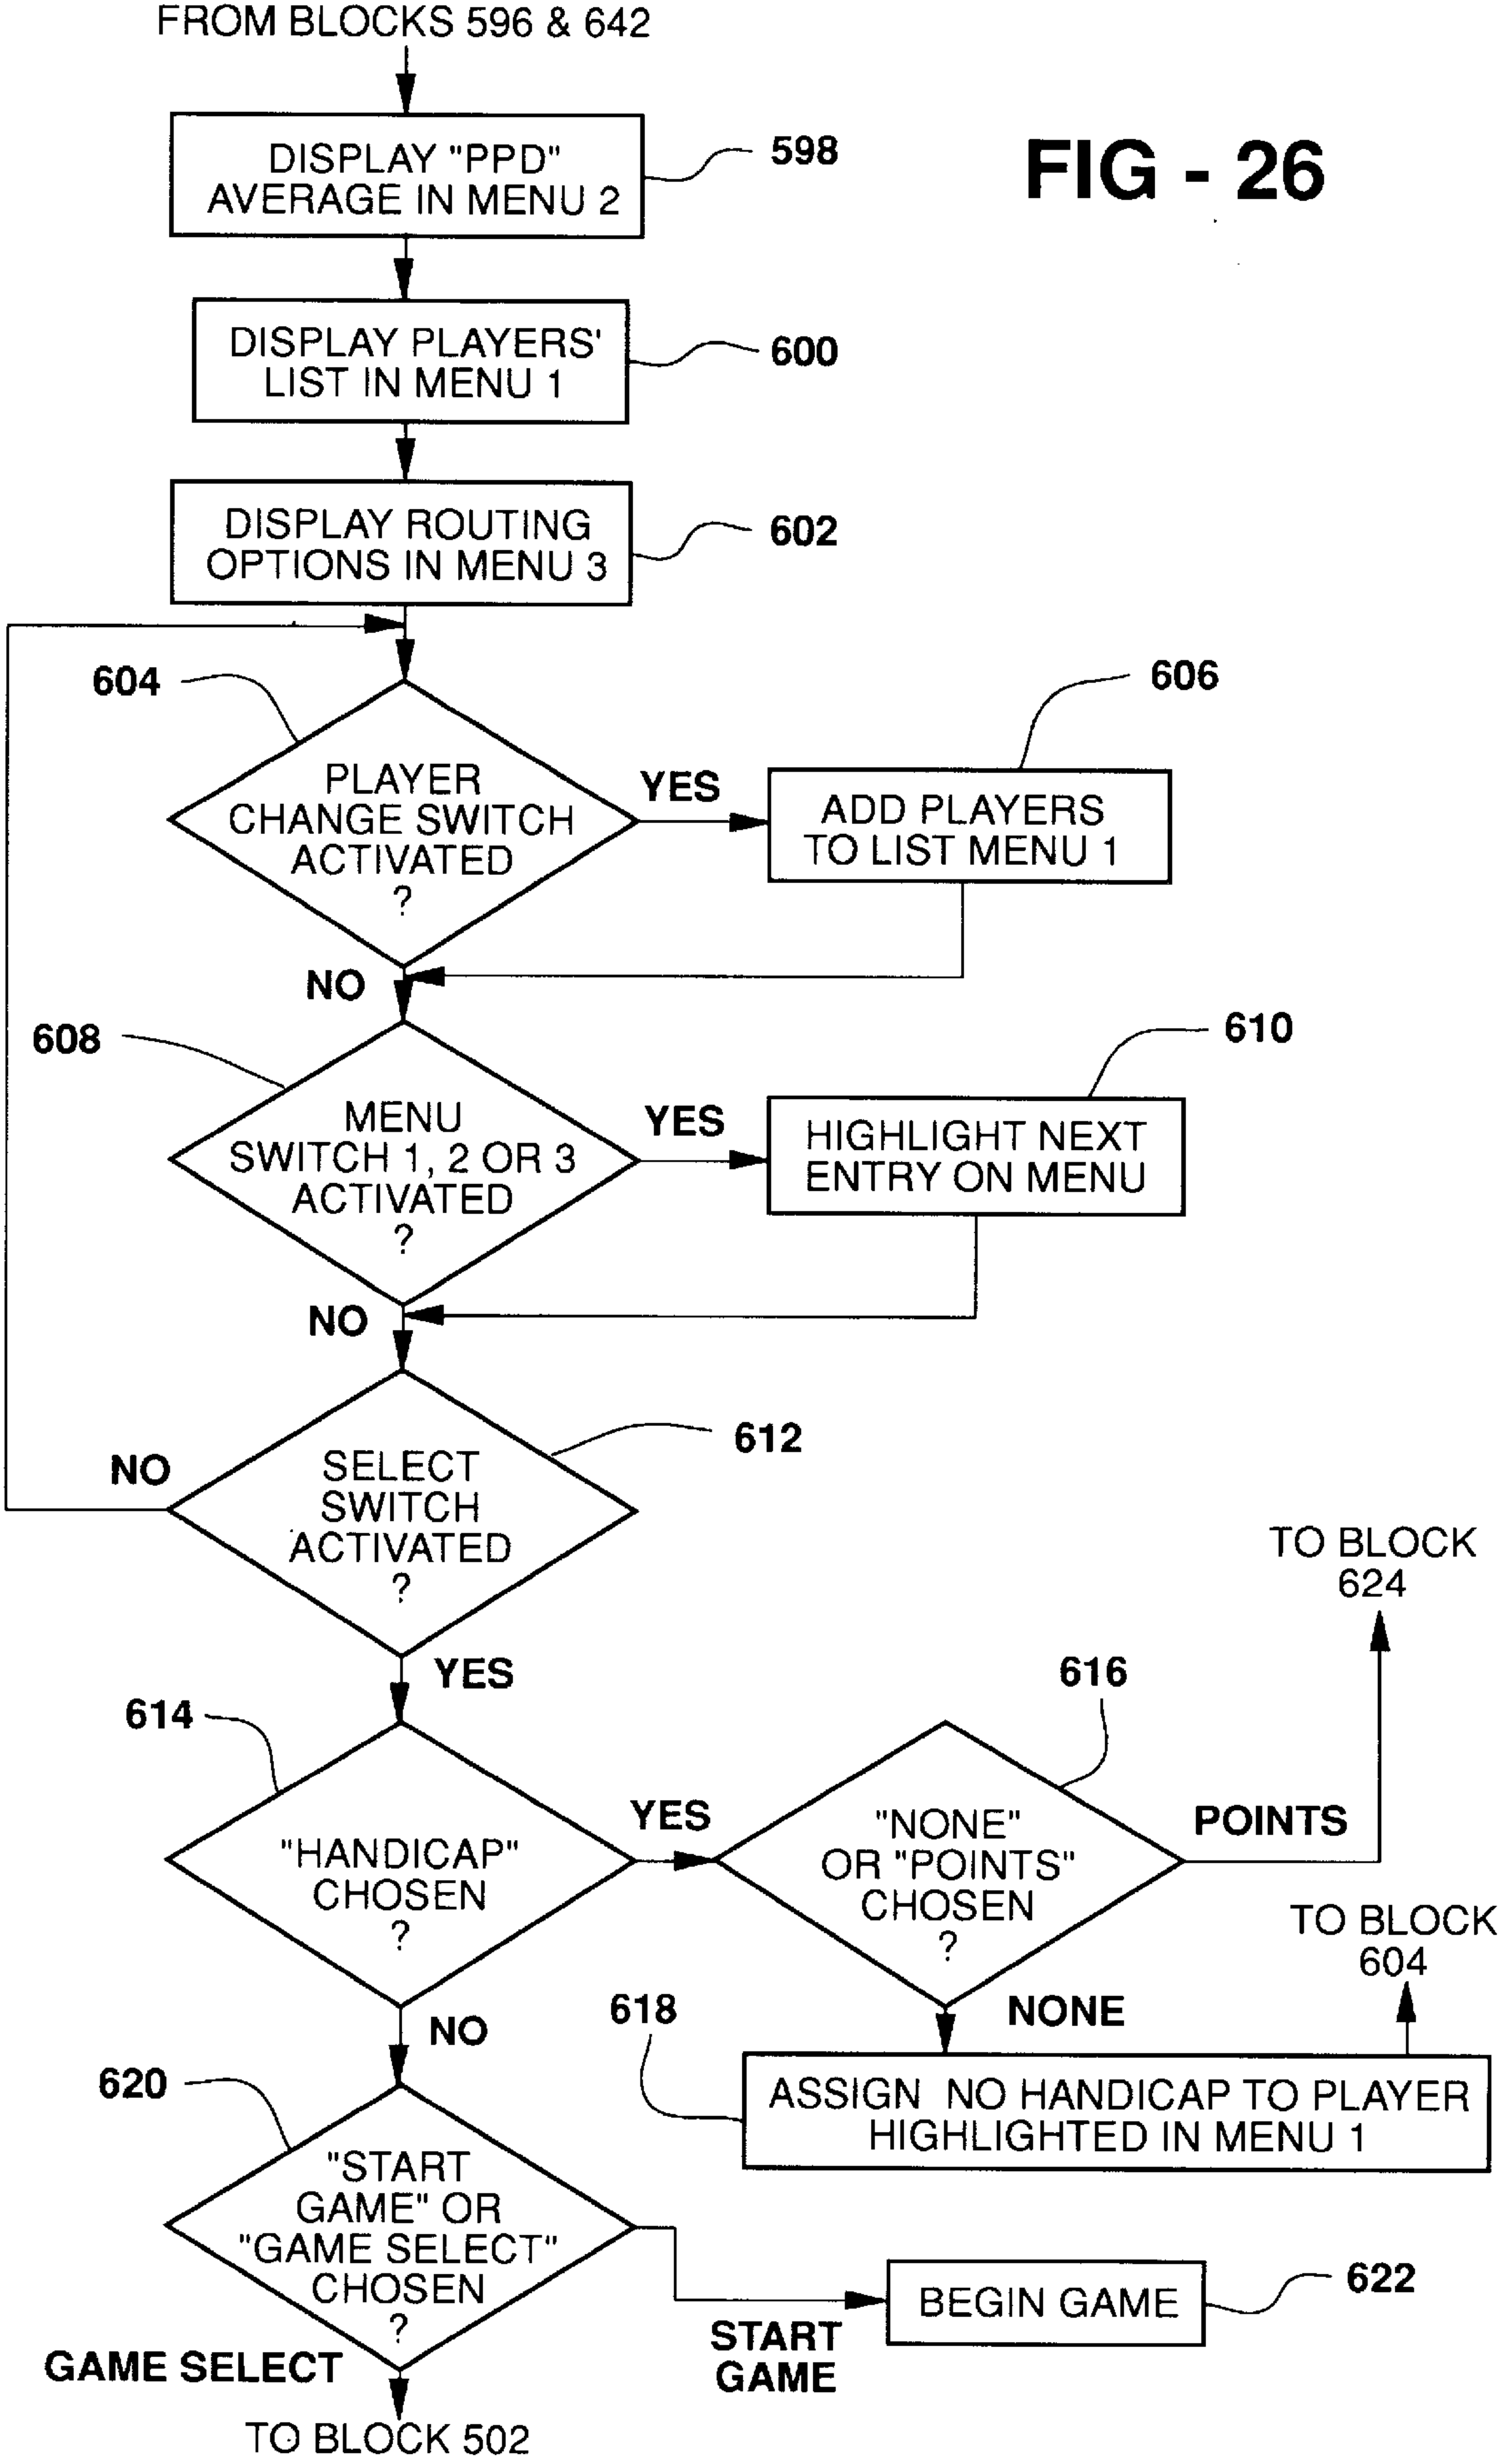 FROM BLOCKS 596 & 642
DISPLAY "PPD"
AVERAGE IN MENU 2
598
FIG - 26
DISPLAY PLAYERS'
LIST IN MENU 1
600
DISPLAY ROUTING
OPTIONS IN MENU 3
602
604
PLAYER
CHANGE SWITCH
ACTIVATED
?
YES
606
ADD PLAYERS
TO LIST MENU 1
NO
608
MENU
SWITCH 1, 2 OR 3
ACTIVATED
?
YES
610
HIGHLIGHT NEXT
ENTRY ON MENU
NO
612
NO
SELECT
SWITCH
ACTIVATED
?
YES
TO BLOCK
624
614
"HANDICAP"
CHOSEN
?
YES
616
"NONE"
OR "POINTS"
CHOSEN
?
POINTS
TO BLOCK
604
NO
NONE
618
ASSIGN NO HANDICAP TO PLAYER
HIGHLIGHTED IN MENU 1
620
"START
GAME" OR
"GAME SELECT"
CHOSEN
?
START
GAME
BEGIN GAME
622
GAME SELECT
TO BLOCK 502